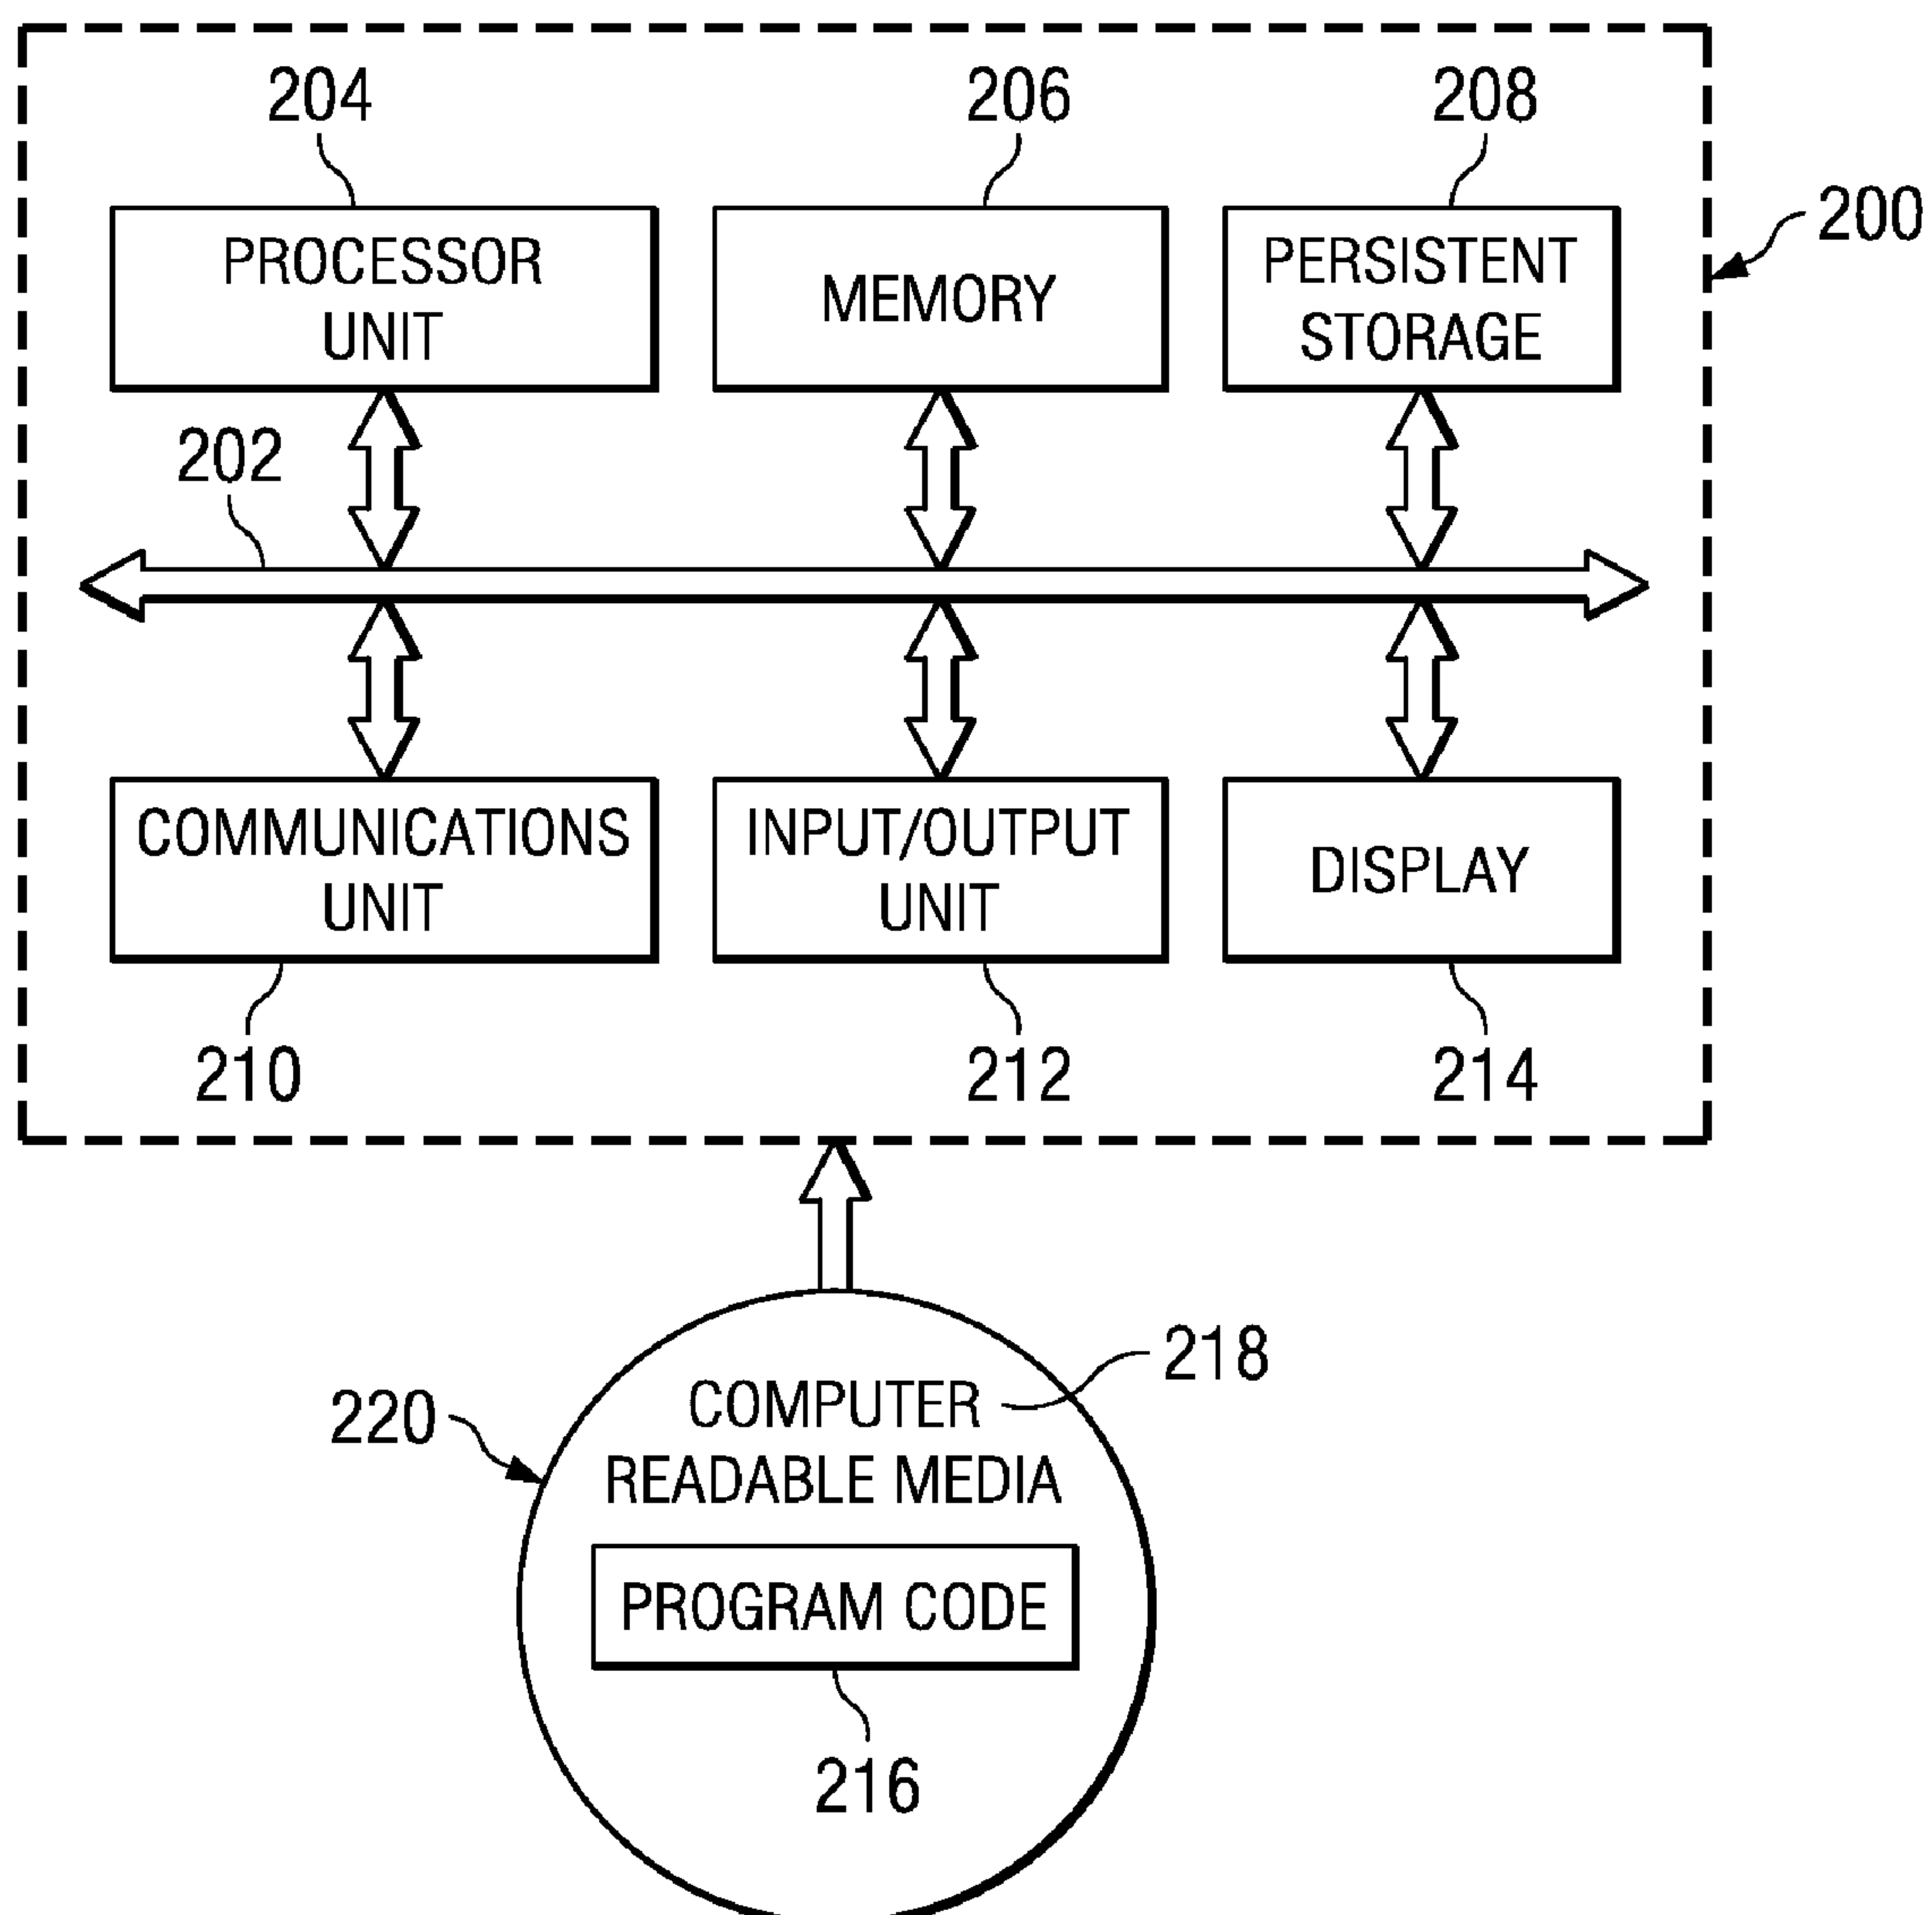 204
206
208
200
PROCESSOR
UNIT
MEMORY
PERSISTENT
STORAGE
202
COMMUNICATIONS
UNIT
INPUT/OUTPUT
UNIT
DISPLAY
210
212
214
218
220
COMPUTER
READABLE MEDIA
PROGRAM CODE
216